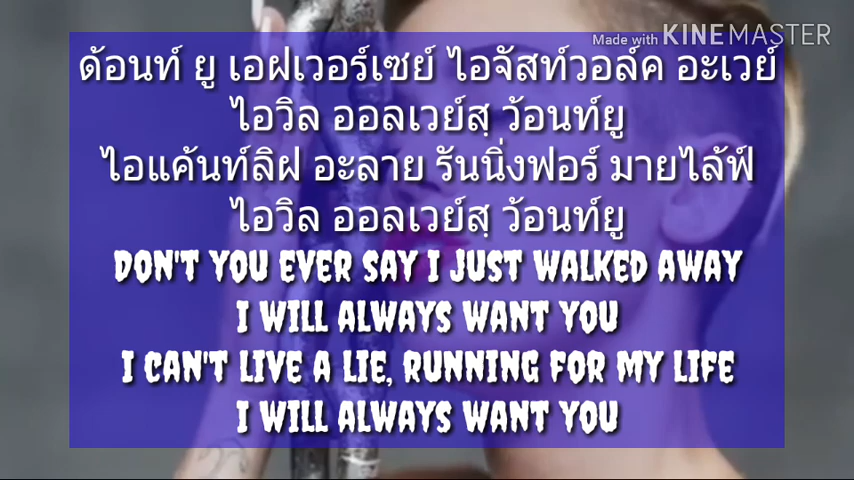 Made with KINEMASTER
ด้อนท์ ยู เอฝเวอร์เซย์ ไอจัสท์วอล์ค อะเวย์
ไอวิล ออลเวย์สฺ ว้อนท์ยู
ไอแค้นท์ลิฝ อะลาย รันนิ่งฟอร์ มายไล้ฟ์
ไอวิล ออลเวย์สฺ ว้อนท์ยู
DON'T YOU EVER SAY I JUST WALKED AWAY
I WILL ALWAYS WANT YOU
I CAN'T LIVE A LIE, RUNNING FOR MY LIFE
I WILL ALWAYS WANT YOU